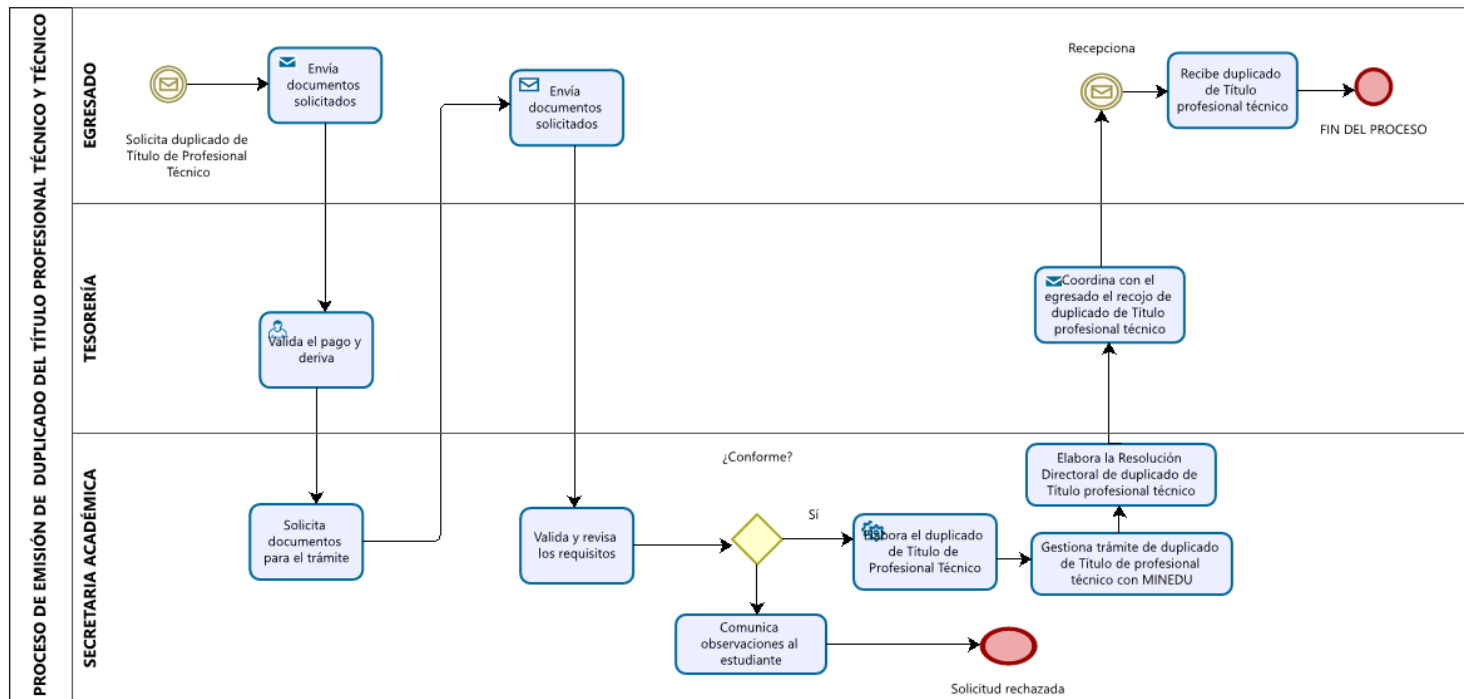 PROCESO DE EMISIÓN DE DUPLICADO DEL TÍTULO PROFESIONAL TÉCNICO Y TÉCNICO
EGRESADO
Solicita duplicado de
Título de Profesional
Técnico
Envía
documentos
solicitados
Envía
documentos
solicitados
Recepciona
Recibe duplicado
de Título
profesional técnico
FIN DEL PROCESO
TESORERÍA
Valida el pago y
deriva
Coordina con el
egresado el recojo de
duplicado de Título
profesional técnico
SECRETARIA ACADÉMICA
Solicita
documentos
para el trámite
Valida y revisa
los requisitos
¿Conforme?
Sí
Elabora el duplicado
de Título de
Profesional Técnico
Gestiona trámite de duplicado
de Título de profesional
técnico con MINEDU
Elabora la Resolución
Directoral de duplicado de
Título profesional técnico
Comunica
observaciones al
estudiante
Solicitud rechazada